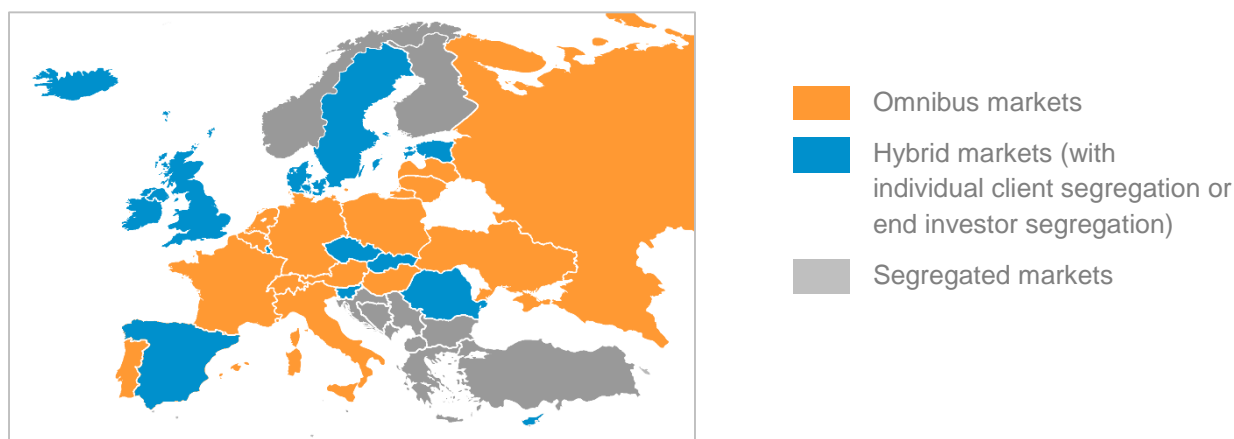 Omnibus markets
Hybrid markets (with
individual client segregation or
end investor segregation)
Segregated markets